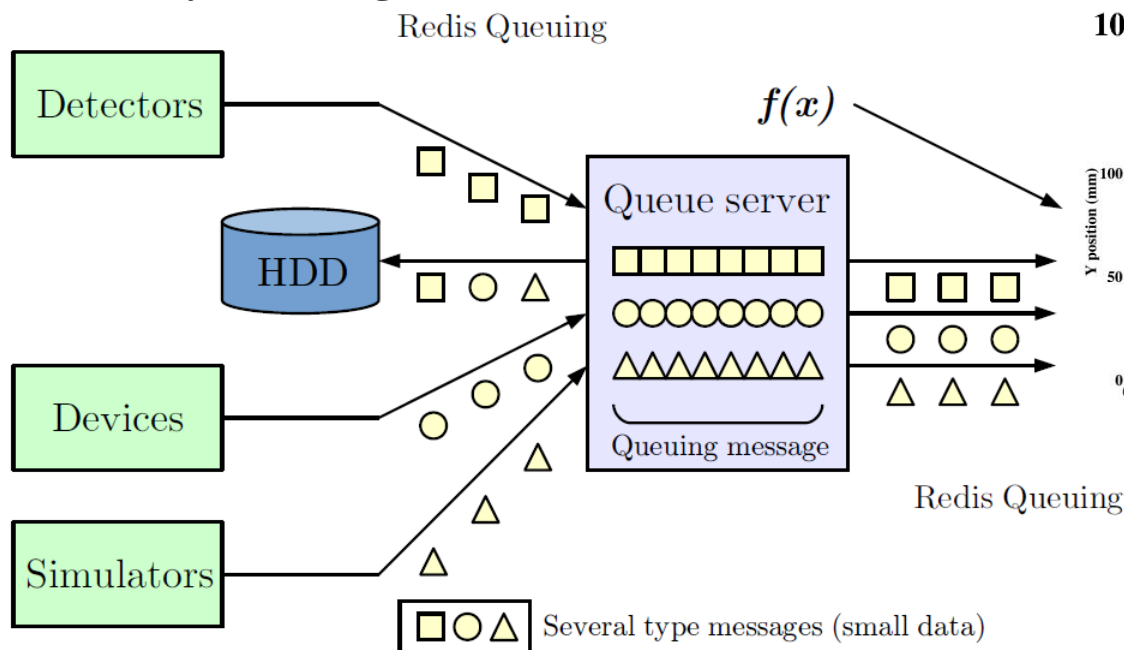 Redis Queuing
10
Detectors
f(x)
Queue server
100
Y position (mm)
HDD
50
0
Devices
Queuing message
Redis Queuing
Simulators
Several type messages (small data)